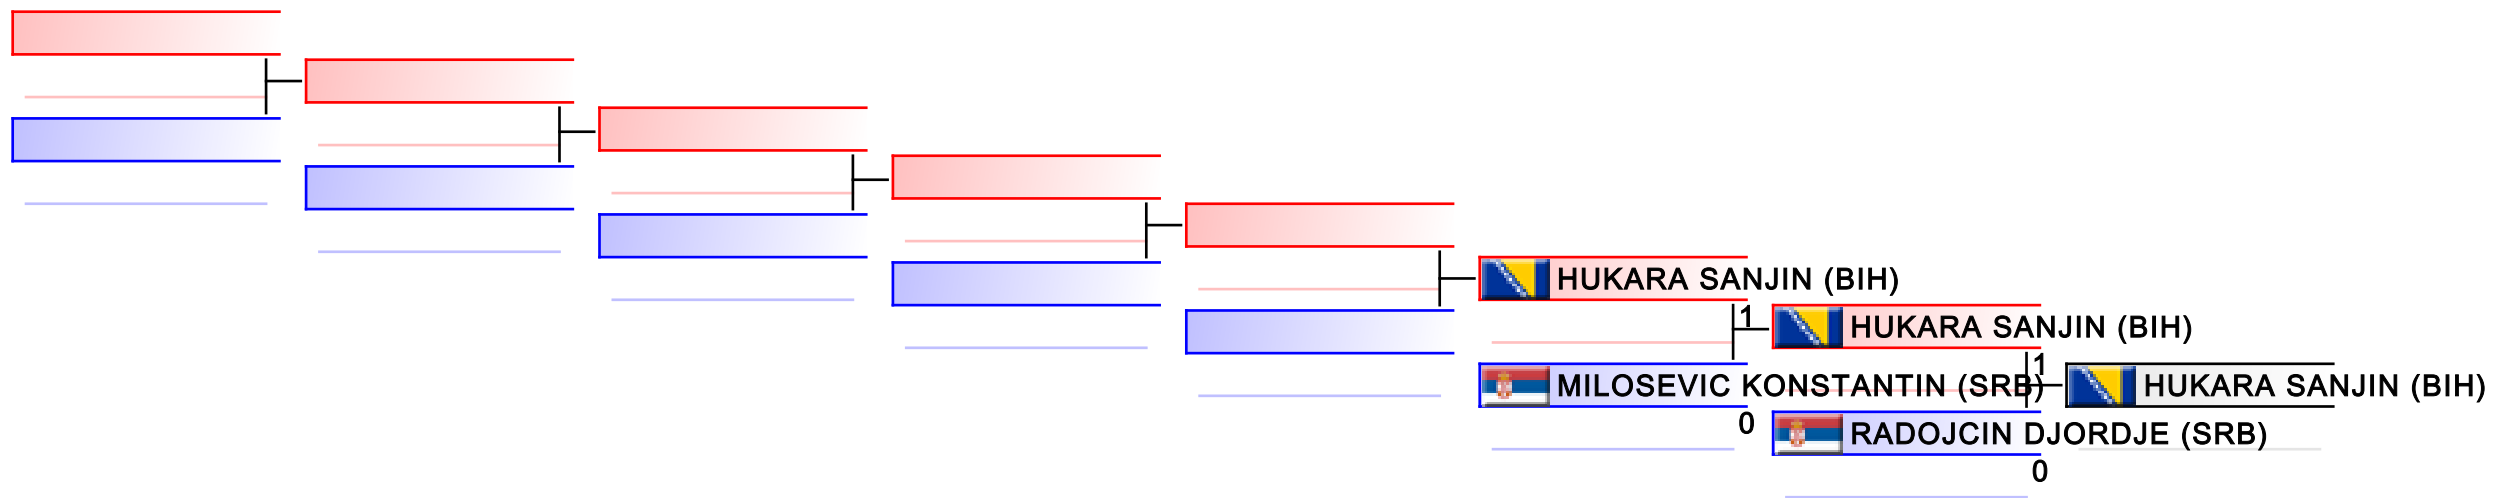 HUKARA SANJIN (BIH)
1
HUKARA SANJIN (BIH)
MILOSEVIC KONSTANTIN (SRB)
0
1
HUKARA SANJIN (BIH)
RADOJCIN DJORDJE (SRB)
0